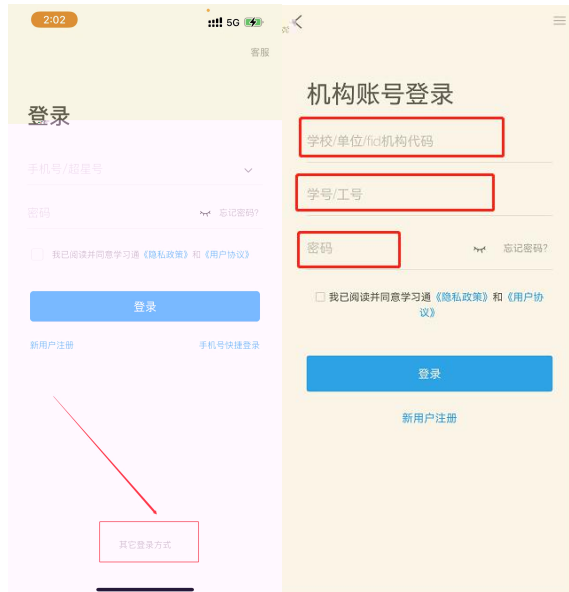 2:02
5G
客服
登录
手机号/超星号
密码
忘记密码?
我已阅读并同意学习通《隐私政策》和《用户协议》
登录
新用户注册
手机号快捷登录
其它登录方式
机构账号登录
学校/单位/fid机构代码
学号/工号
密码
忘记密码?
我已阅读并同意学习通《隐私政策》和《用户协
议》
登录
新用户注册